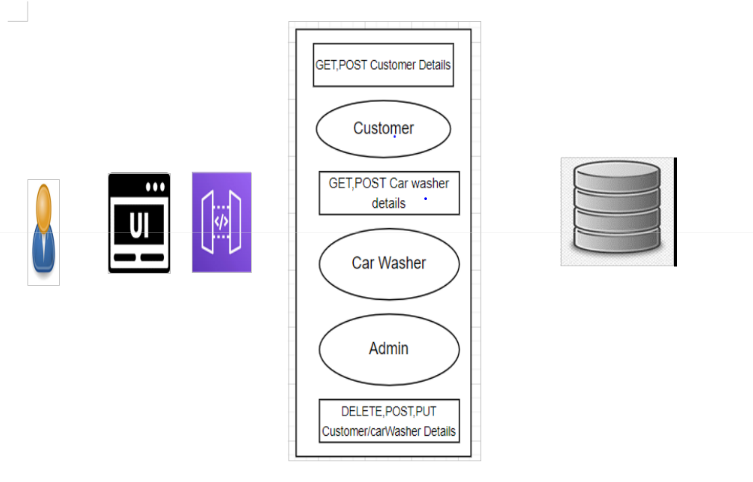 GET,POST Customer Details
Customer
UI
</>
GET,POST Car washer
details
Car Washer
Admin
DELETE,POST,PUT
Customer/carWasher Details